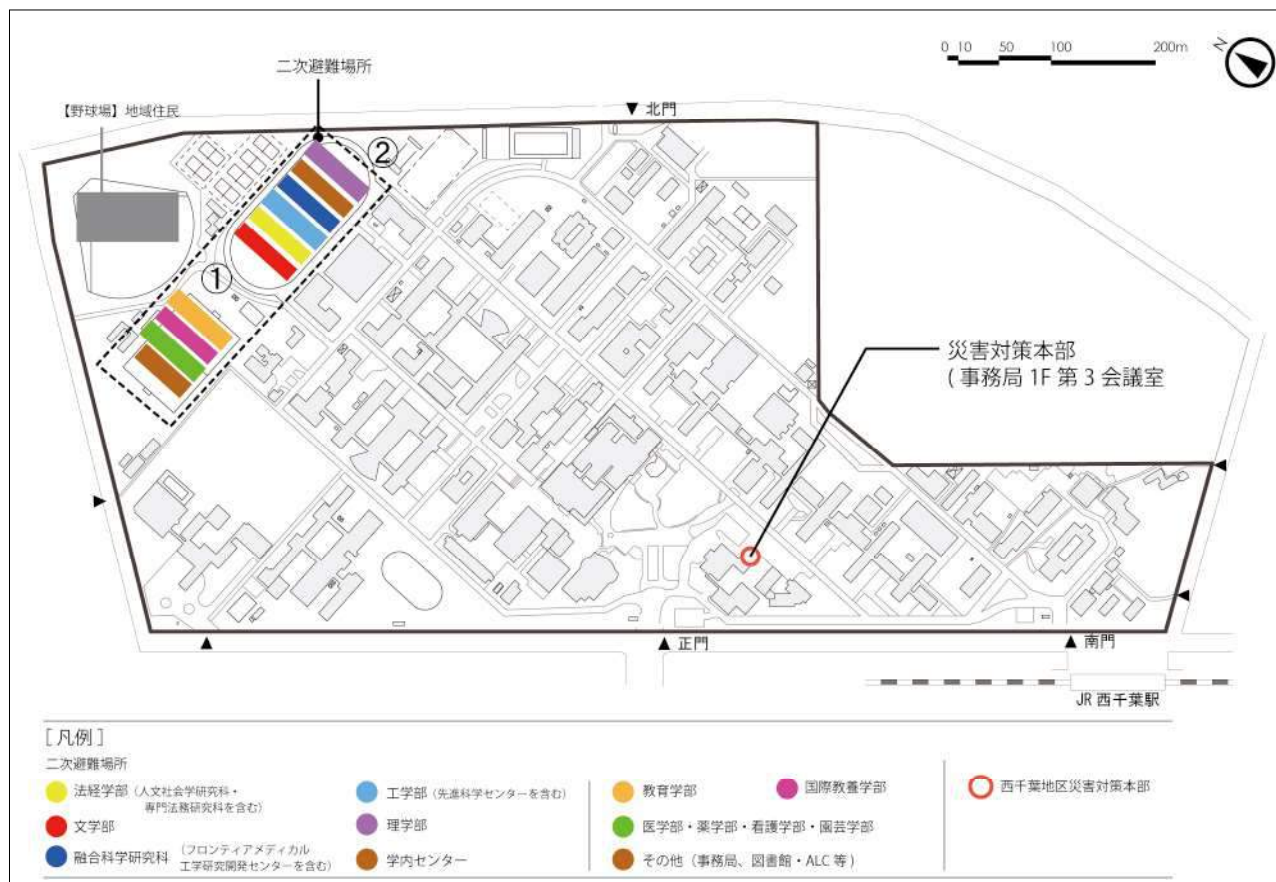 0 10 50 100 200m
N
二次避難場所
【野球場】地域住民
▼ 北門
②
①
災害対策本部
( 事務局 1F 第 3 会議室
▲ 正門
▲ 南門
JR 西千葉駅
[ 凡例 ]
二次避難場所
法経学部（人文社会学研究科・
専門法務研究科を含む）
文学部
融合科学研究科 （フロンティアメディカル
工学研究開発センターを含む）
工学部（先進科学センターを含む）
理学部
学内センター
教育学部
国際教養学部
医学部・薬学部・看護学部・園芸学部
その他（事務局、図書館・ALC 等 )
西千葉地区災害対策本部